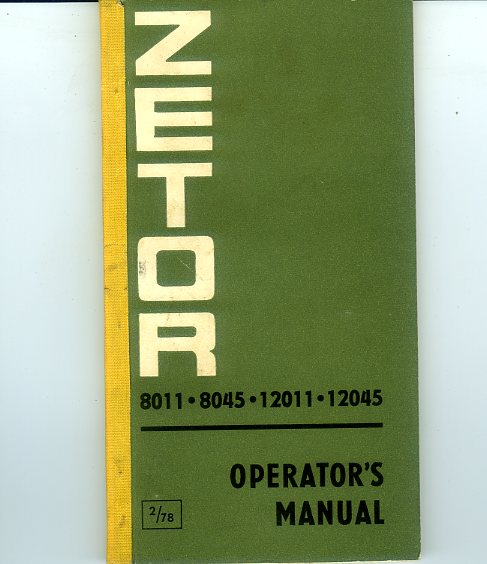 ZETOR
8011 • 8045 • 12011 • 12045
OPERATOR'S
MANUAL
2/78